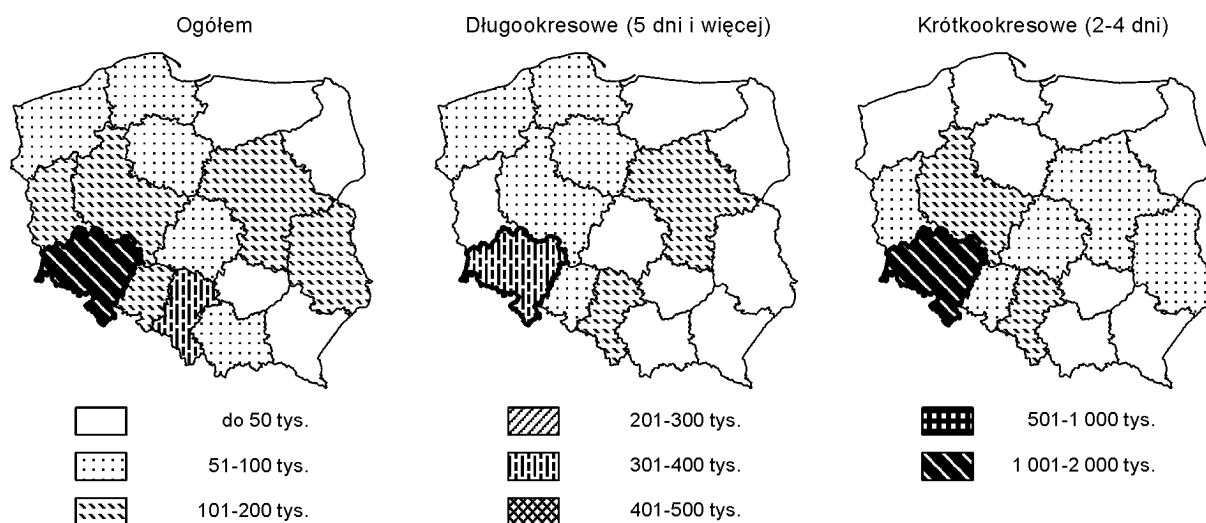 Ogółem
Długookresowe (5 dni i więcej)
Krótkookresowe (2-4 dni)
do 50 tys.
51-100 tys.
101-200 tys.
201-300 tys.
301-400 tys.
401-500 tys.
501-1 000 tys.
1 001-2 000 tys.